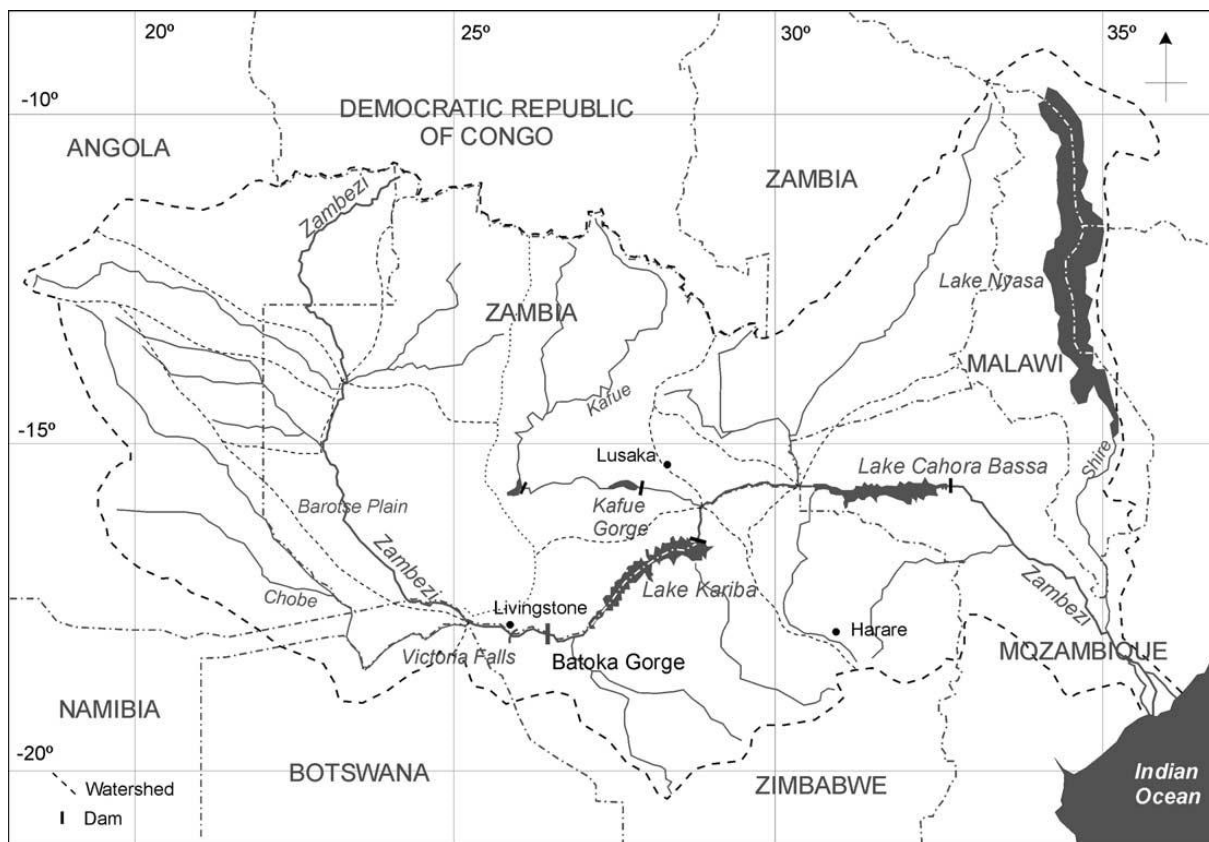 20º
25º
30º
35º
-10º
DEMOCRATIC REPUBLIC
OF CONGO
ANGOLA
ZAMBIA
Zambezi
Lake Nyasa
ZAMBIA
MALAWI
Kafue
-15º
Lusaka
Lake Cahora Bassa
Shire
Barotse Plain
Kafue
Gorge
Zambezi
Lake Kariba
Zambezi
Chobe
Livingstone
Harare
Victoria Falls
Batoka Gorge
MOZAMBIQUE
NAMIBIA
-20º
BOTSWANA
ZIMBABWE
Indian
Ocean
Watershed
Dam